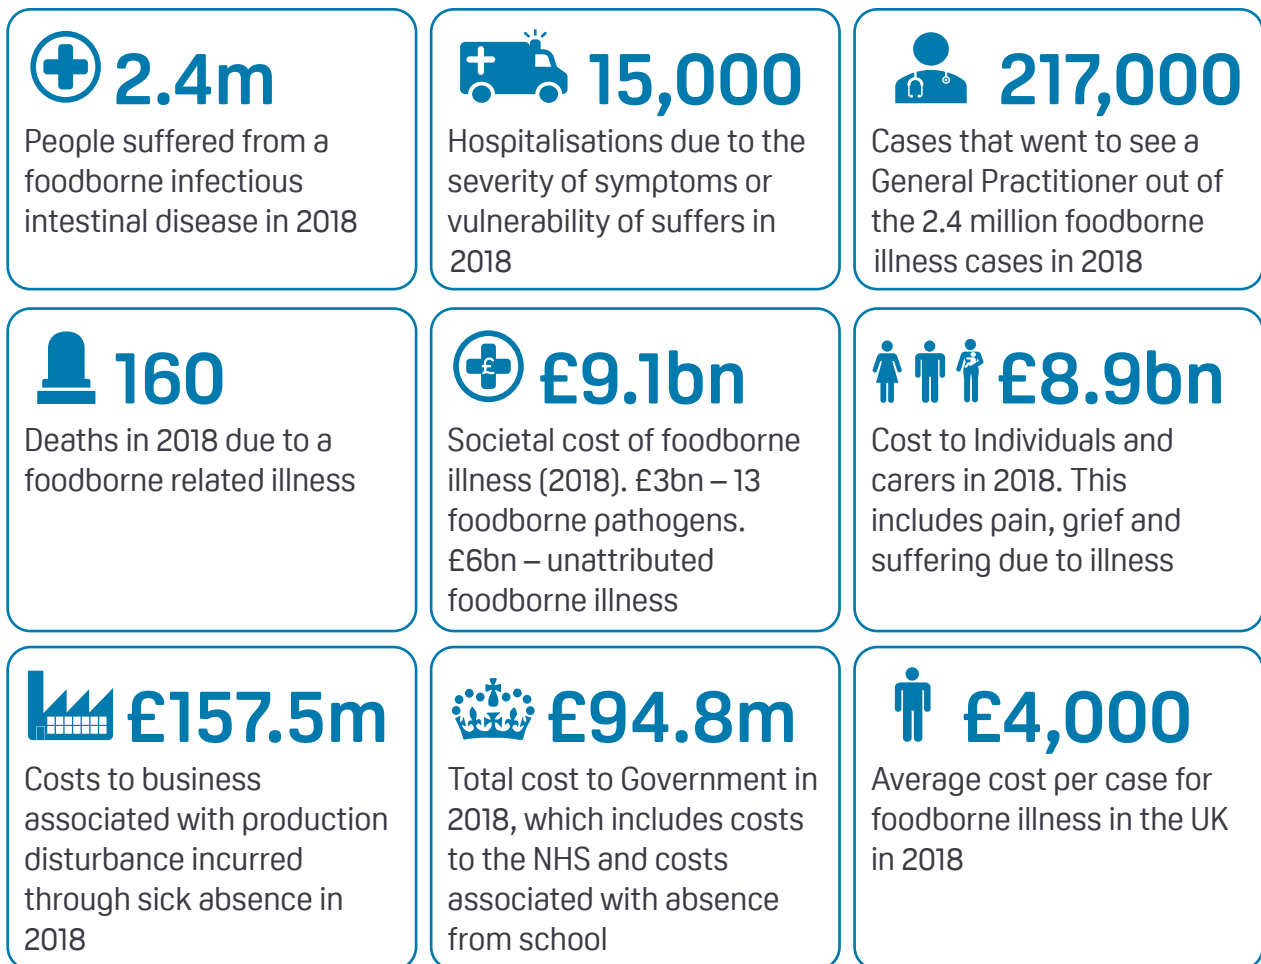 2.4m
People suffered from a
foodborne infectious
intestinal disease in 2018
15,000
Hospitalisations due to the
severity of symptoms or
vulnerability of suffers in
2018
217,000
Cases that went to see a
General Practitioner out of
the 2.4 million foodborne
illness cases in 2018
160
Deaths in 2018 due to a
foodborne related illness
£
£9.1bn
Societal cost of foodborne
illness (2018). £3bn – 13
foodborne pathogens.
£6bn – unattributed
foodborne illness
£8.9bn
Cost to Individuals and
carers in 2018. This
includes pain, grief and
suffering due to illness
£157.5m
Costs to business
associated with production
disturbance incurred
through sick absence in
2018
£94.8m
Total cost to Government in
2018, which includes costs
to the NHS and costs
associated with absence
from school
£4,000
Average cost per case for
foodborne illness in the UK
in 2018